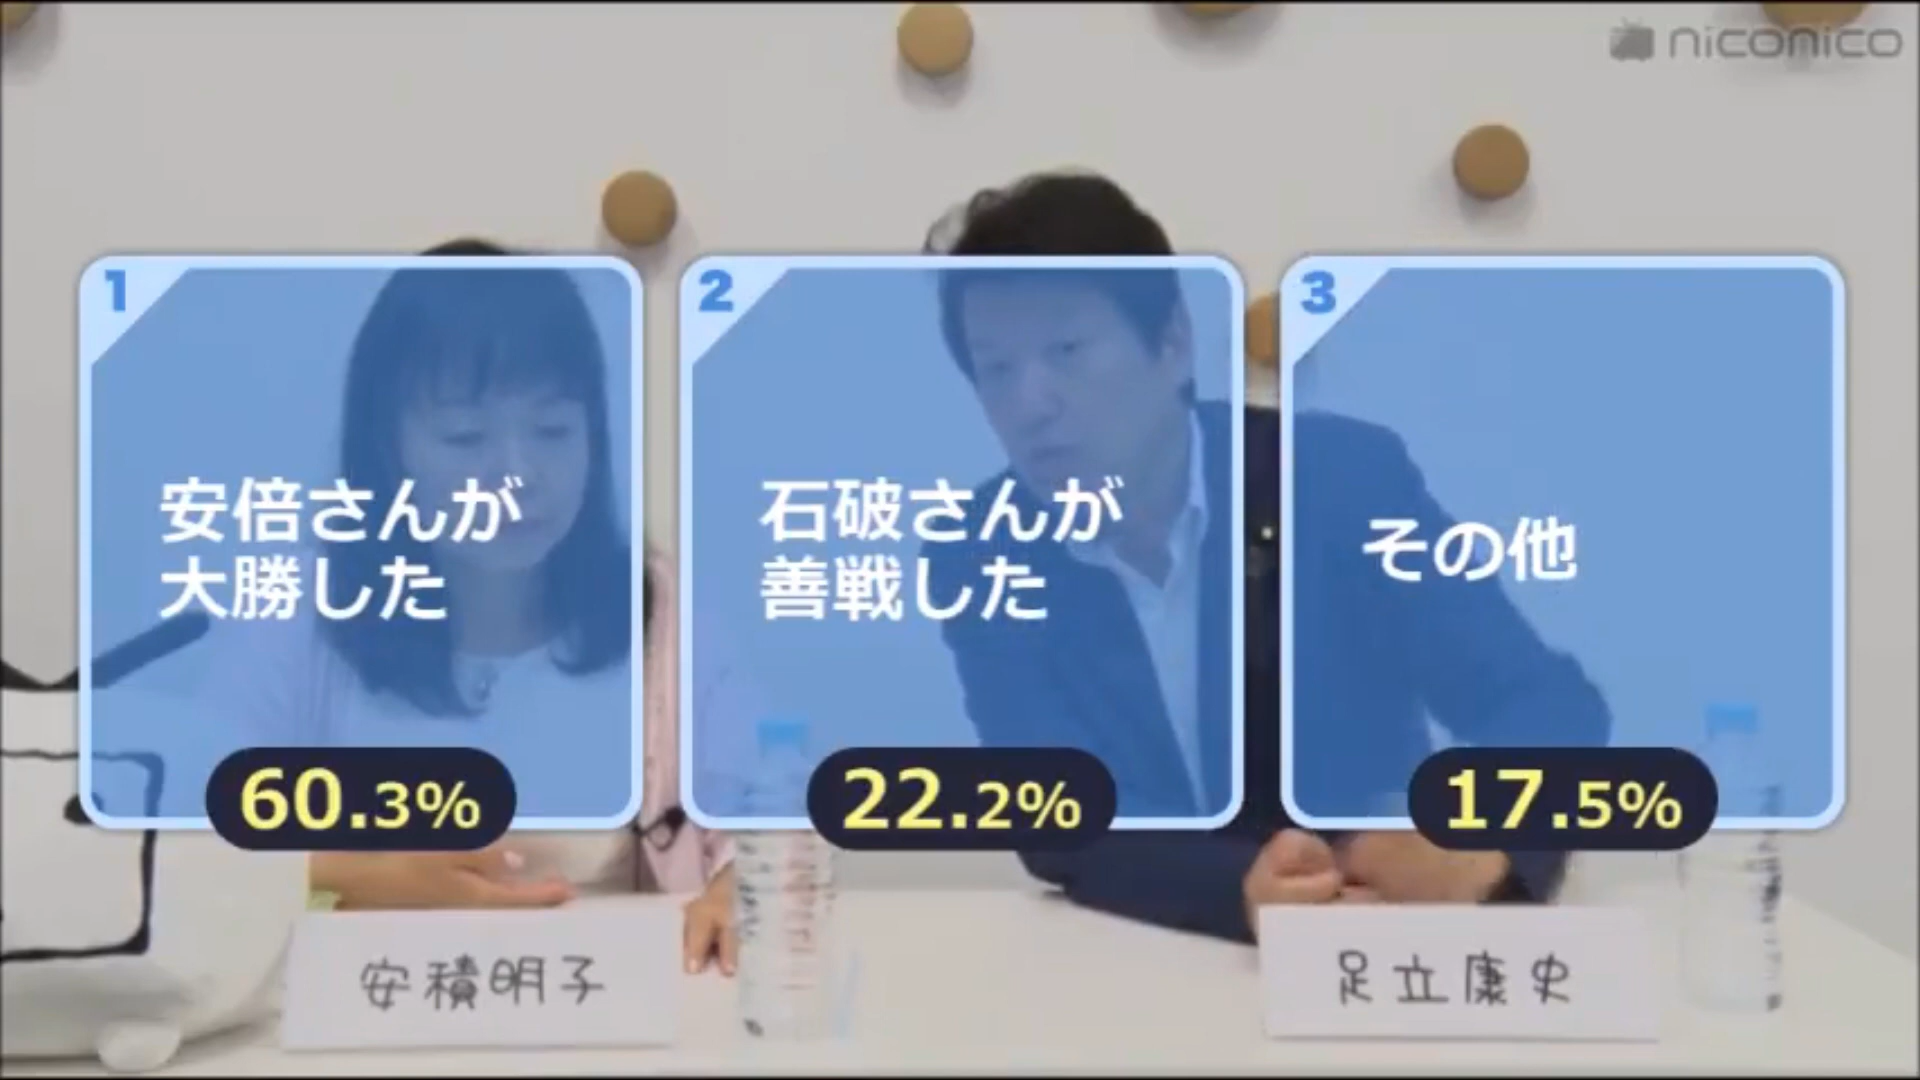 niconico
1
安倍さんが
大勝した
60.3%
2
石破さんが
善戦した
22.2%
3
その他
17.5%
安積明子
足立康史